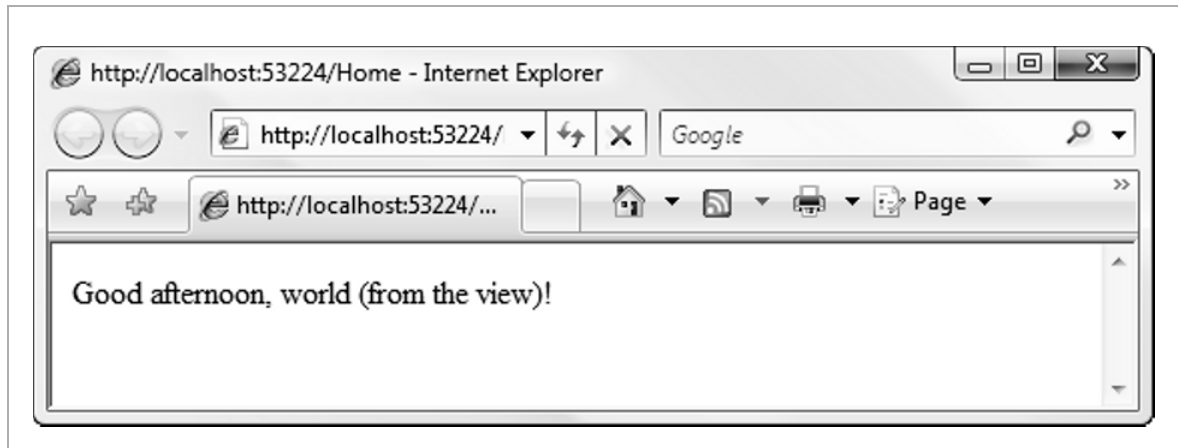 http://localhost:53224/Home - Internet Explorer
http://localhost:53224/ Google
http://localhost:53224/... Page
Good afternoon, world (from the view)!